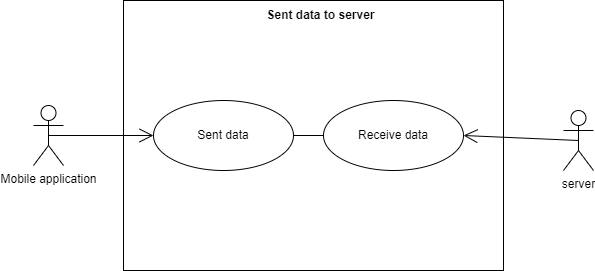 Sent data to server
Sent data
Receive data
Mobile application
server